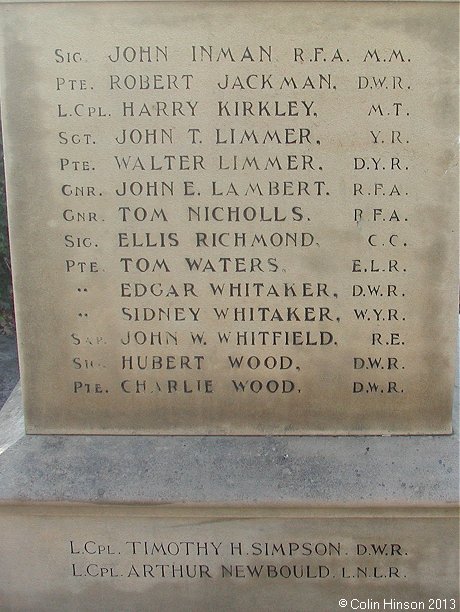 SIG. JOHN INMAN R.F.A. M.M.
PTE. ROBERT JACKMAN. D.W.R.
L.CPL. HARRY KIRKLEY. M.T.
SGT. JOHN T. LIMMER, Y.R.
PTE. WALTER LIMMER, D.Y.R.
GNR. JOHN E. LAMBERT. R.F.A.
GNR. TOM NICHOLLS. R.F.A.
SIG. ELLIS RICHMOND, C.C.
PTE. TOM WATERS, E.L.R.
" EDGAR WHITAKER, D.W.R.
" SIDNEY WHITAKER, W.Y.R.
SAP. JOHN W. WHITFIELD, R.E.
SIG. HUBERT WOOD, D.W.R.
PTE. CHARLIE WOOD, D.W.R.
L.CPL. TIMOTHY H. SIMPSON. D.W.R.
L.CPL. ARTHUR NEWBOULD. L.N.L.R.
© Colin Hinson 2013